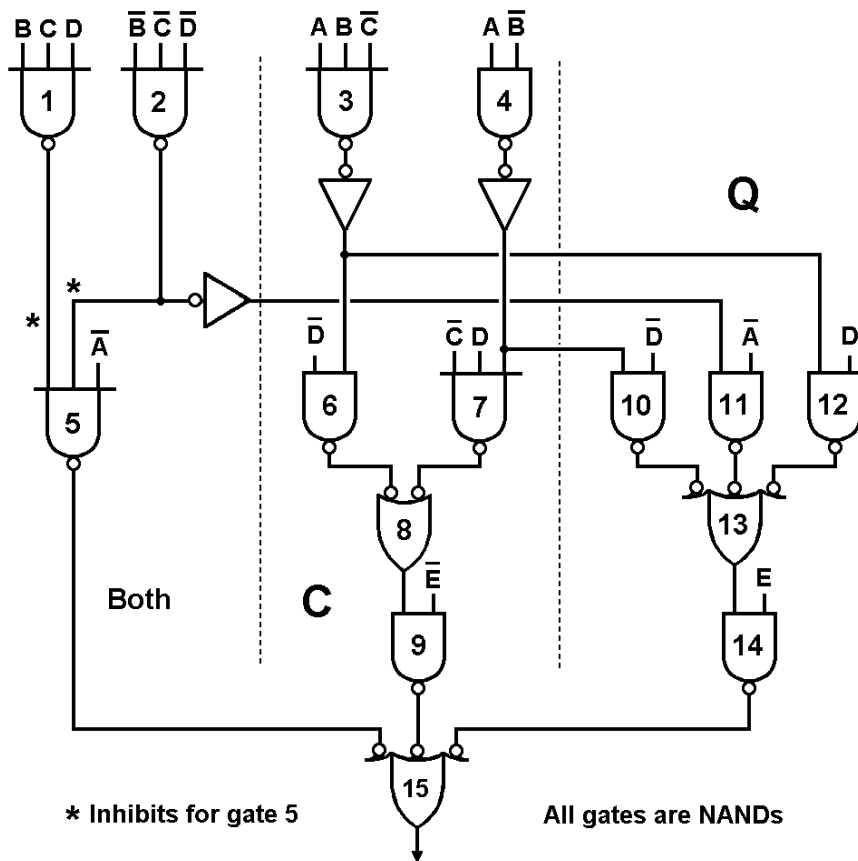 B C D
B̅ C̅ D̅
A B C̅
A B̅
1
2
3
4
Q
*
*
A̅
D̅
C̅ D
D̅
A̅
D
5
6
7
10
11
12
8
13
Both
C
E̅
E
9
14
15
* Inhibits for gate 5
All gates are NANDs